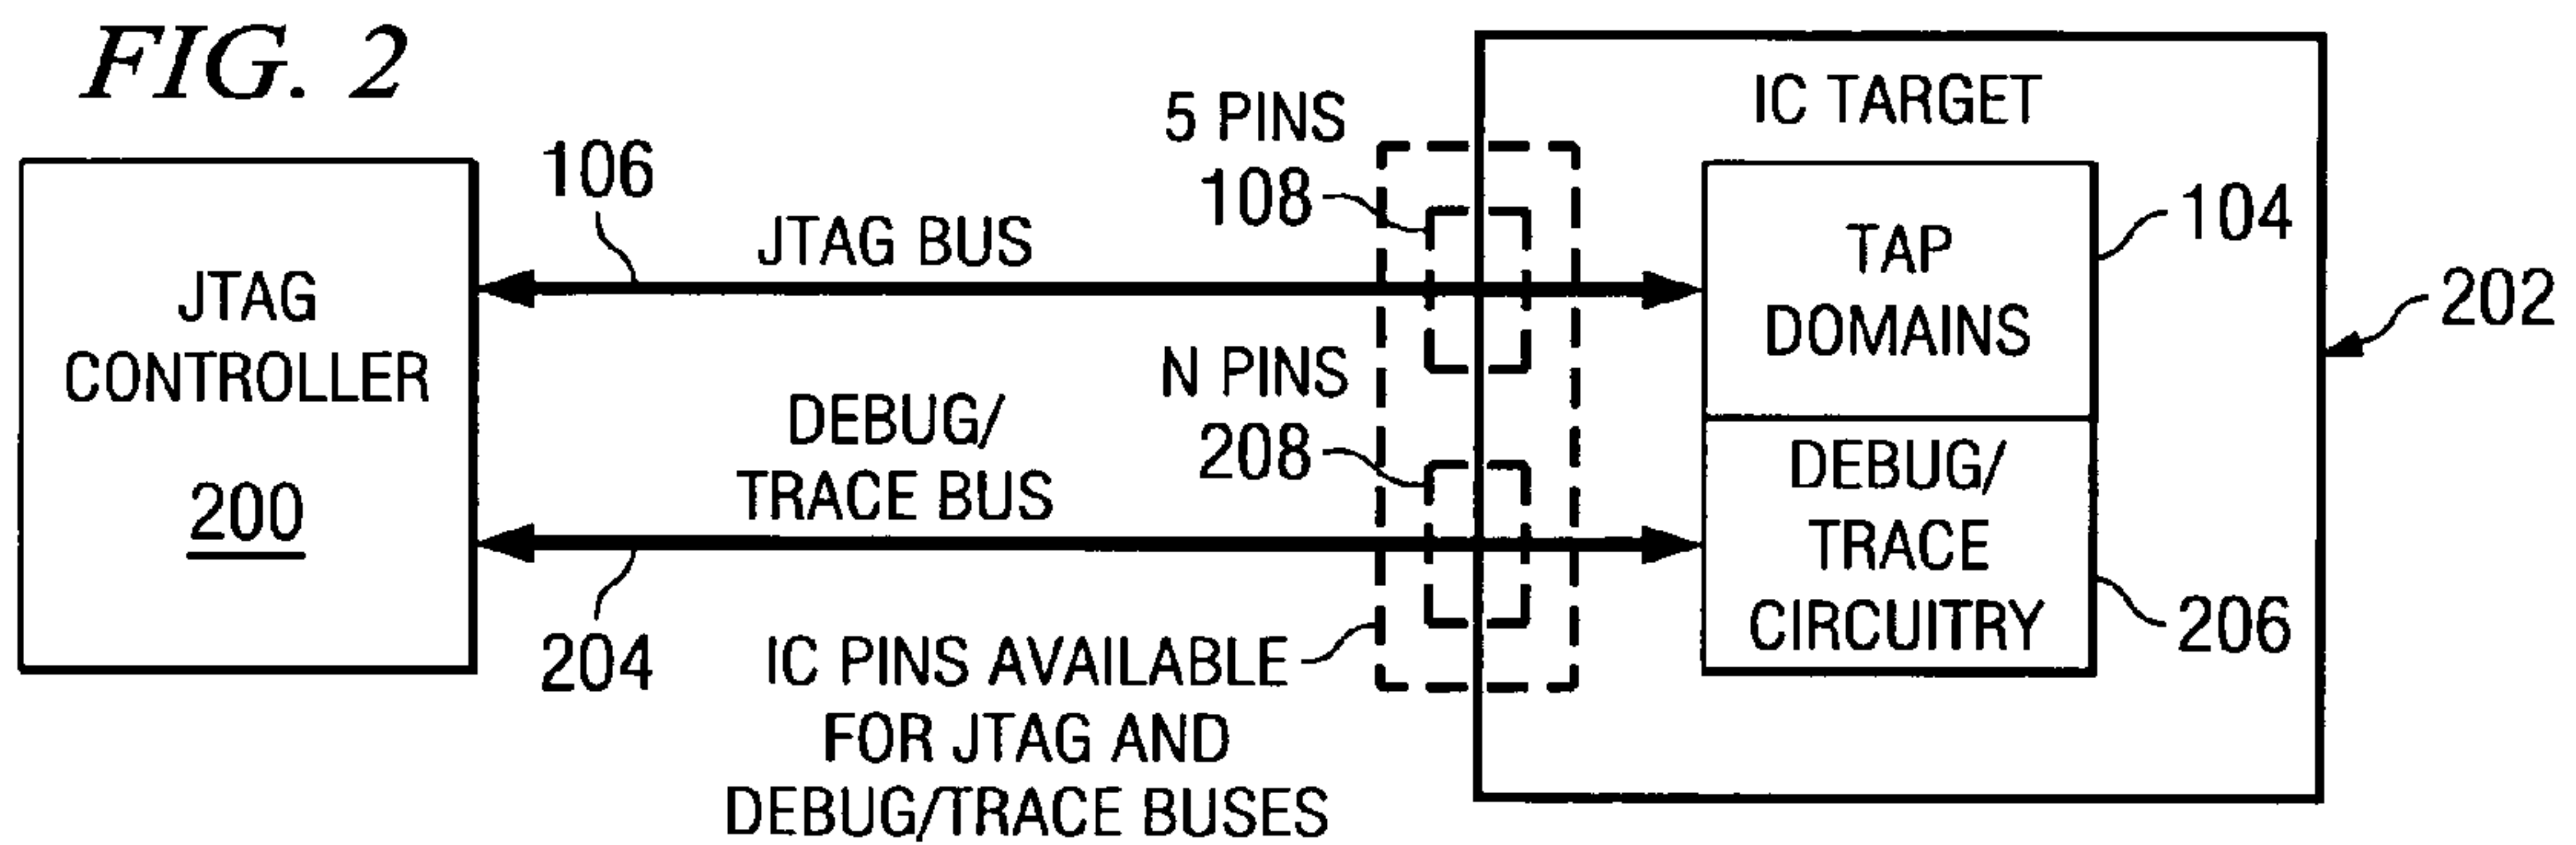 FIG. 2
JTAG
CONTROLLER
200
106
JTAG BUS
DEBUG/
TRACE BUS
204
5 PINS
108
N PINS
208
IC PINS AVAILABLE
FOR JTAG AND
DEBUG/TRACE BUSES
IC TARGET
TAP
DOMAINS
104
DEBUG/
TRACE
CIRCUITRY
206
202